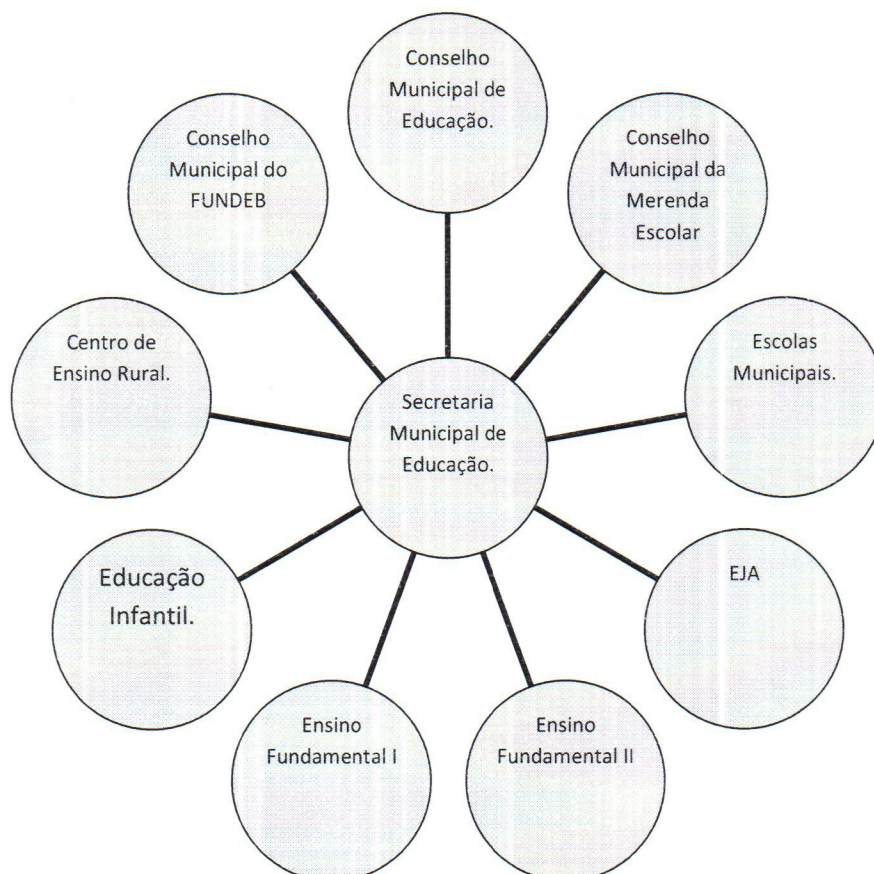 Conselho
Municipal de
Educação.
Conselho
Municipal da
Merenda
Escolar
Escolas
Municipais.
EJA
Ensino
Fundamental II
Ensino
Fundamental I
Educação
Infantil.
Centro de
Ensino Rural.
Conselho
Municipal do
FUNDEB
Secretaria
Municipal de
Educação.